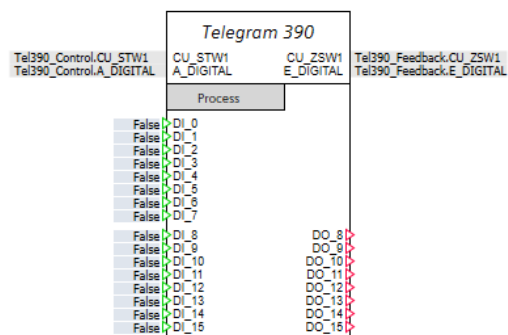 Telegram 390
Tel390_Control.CU_STW1 CU_STW1 CU_ZSW1 Tel390_Feedback.CU_ZSW1
Tel390_Control.A_DIGITAL A_DIGITAL E_DIGITAL Tel390_Feedback.E_DIGITAL
Process
False DI_0
False DI_1
False DI_2
False DI_3
False DI_4
False DI_5
False DI_6
False DI_7
False DI_8 DO_8
False DI_9 DO_9
False DI_10 DO_10
False DI_11 DO_11
False DI_12 DO_12
False DI_13 DO_13
False DI_14 DO_14
False DI_15 DO_15